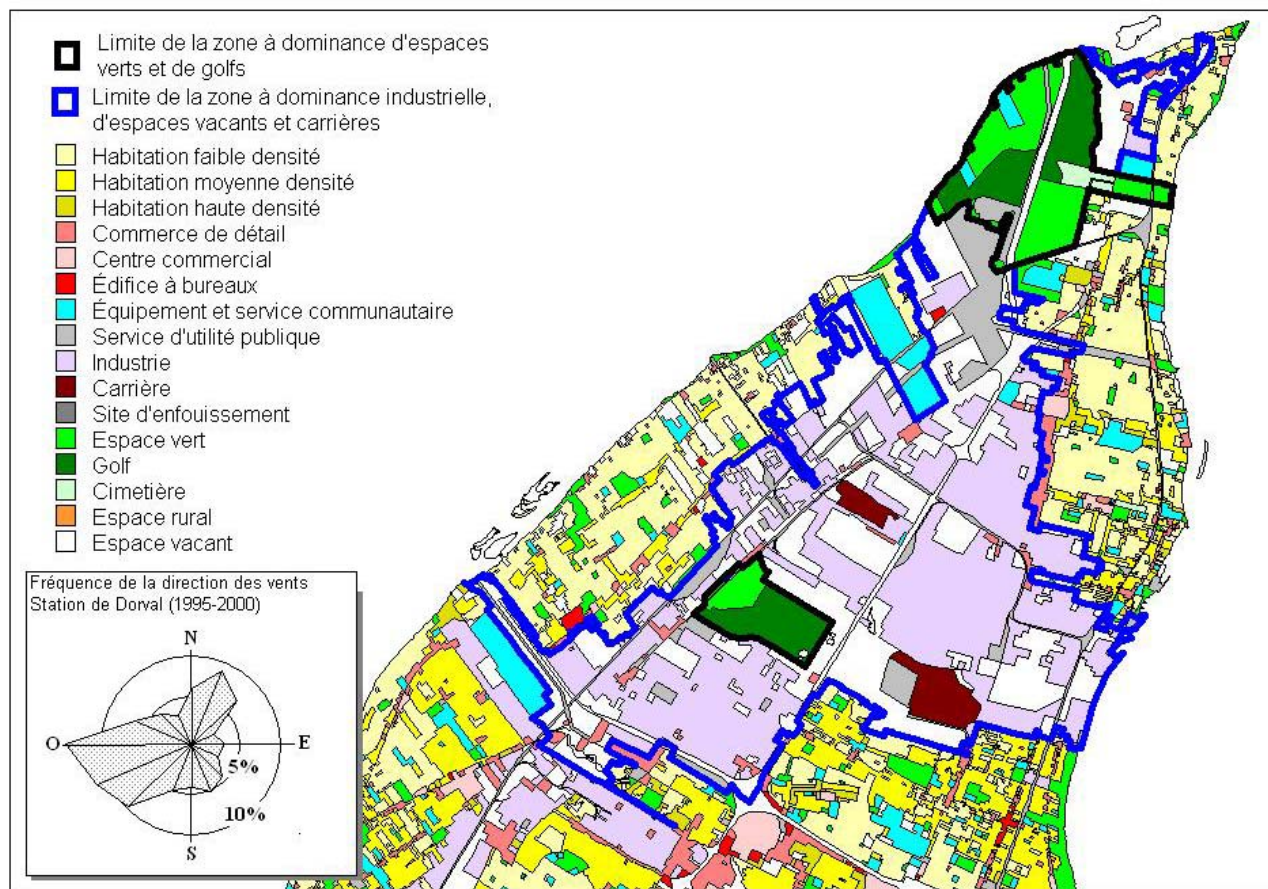 Limite de la zone à dominance d'espaces
verts et de golfs
Limite de la zone à dominance industrielle,
d'espaces vacants et carrières
Habitation faible densité
Habitation moyenne densité
Habitation haute densité
Commerce de détail
Centre commercial
Édifice à bureaux
Équipement et service communautaire
Service d'utilité publique
Industrie
Carrière
Site d'enfouissement
Espace vert
Golf
Cimetière
Espace rural
Espace vacant
Fréquence de la direction des vents
Station de Dorval (1995-2000)
N
O
E
5%
10%
S